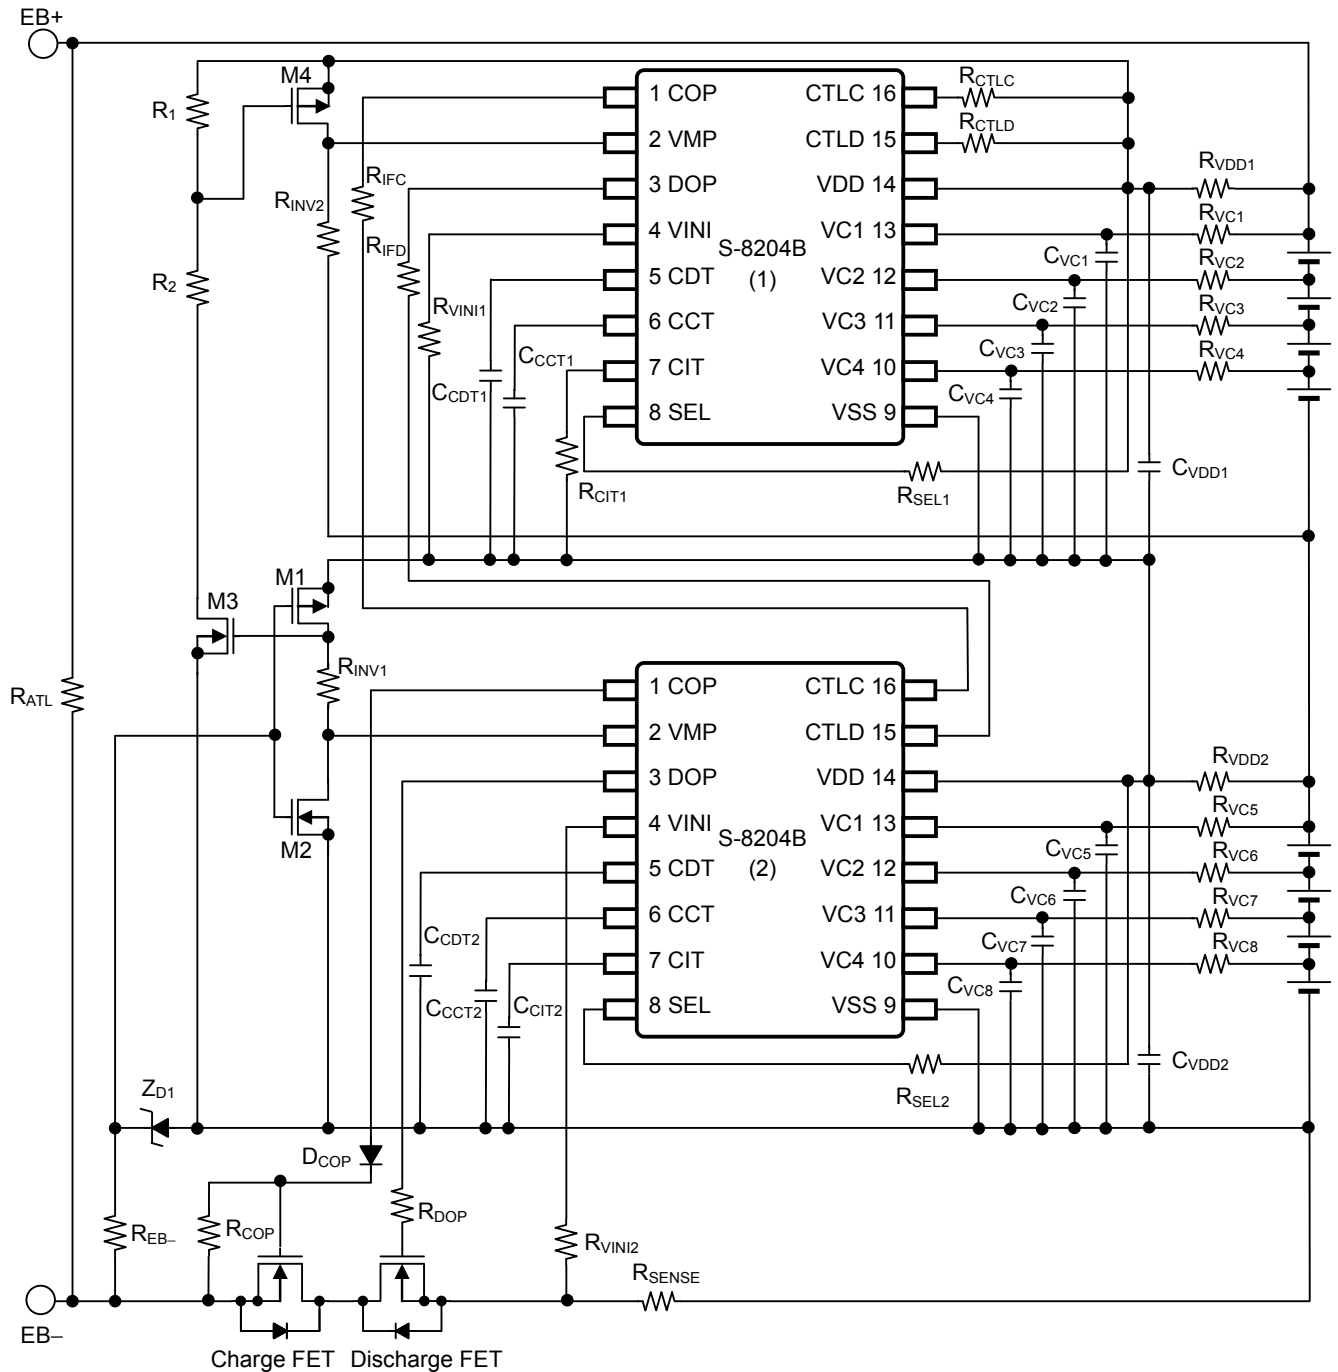 EB+
R1
M4
RINV2
RIFC
RIFD
R2
RVINI1
CCDT1
CCCT1
RCIT1
1 COP
2 VMP
3 DOP
4 VINI
5 CDT
6 CCT
7 CIT
8 SEL
S-8204B
(1)
CTLC 16
CTLD 15
VDD 14
VC1 13
VC2 12
VC3 11
VC4 10
VSS 9
RCTLC
RCTLD
RVDD1
RVC1
RVC2
RVC3
RVC4
CVC1
CVC2
CVC3
CVC4
RSEL1
CVDD1
M1
M3
RINV1
RATL
M2
1 COP
2 VMP
3 DOP
4 VINI
5 CDT
6 CCT
7 CIT
8 SEL
S-8204B
(2)
CTLC 16
CTLD 15
VDD 14
VC1 13
VC2 12
VC3 11
VC4 10
VSS 9
RVDD2
RVC5
RVC6
RVC7
RVC8
CVC5
CVC6
CVC7
CVC8
CCDT2
CCCT2
CCIT2
RSEL2
CVDD2
ZD1
DCOP
REB–
RCOP
RDOP
RVINI2
RSENSE
EB–
Charge FET
Discharge FET